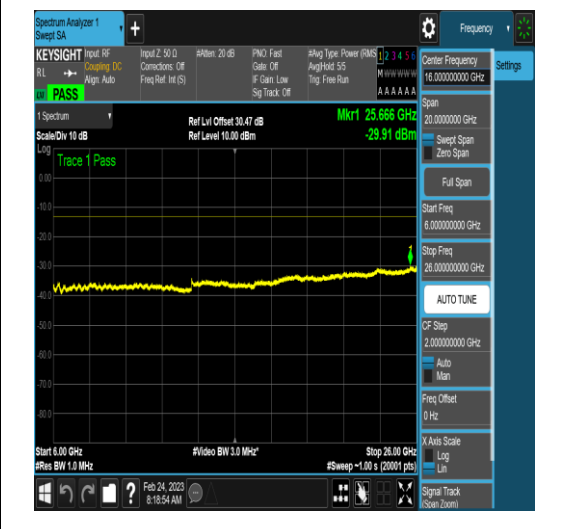 Spectrum Analyzer 1
Swept SA
Frequency
KEYSIGHT
RL
Input: RF
Coupling: DC
Align: Auto
Input Z: 50 Ω
Corrections: Off
Freq Ref: Int (S)
#Atten: 20 dB
PNO: Fast
Gate: Off
IF Gain: Low
Sig Track: Off
#Avg Type: Power (RMS
Avg|Hold: 5/5
Trig: Free Run
1 2 3 4 5 6
M w w w w w
A A A A A A
PASS
1 Spectrum
Scale/Div 10 dB
Ref Lvl Offset 30.47 dB
Ref Level 10.00 dBm
Mkr1 25.666 GHz
-29.91 dBm
Log
Trace 1 Pass
0.00
-10.0
-20.0
-30.0
-40.0
-50.0
-60.0
-70.0
-80.0
1
Start 6.00 GHz
#Res BW 1.0 MHz
#Video BW 3.0 MHz*
Stop 26.00 GHz
#Sweep ~1.00 s (20001 pts)
Feb 24, 2023
8:18:54 AM
?
Center Frequency
16.000000000 GHz
Settings
Span
20.0000000 GHz
Swept Span
Zero Span
Full Span
Start Freq
6.000000000 GHz
Stop Freq
26.000000000 GHz
AUTO TUNE
CF Step
2.000000000 GHz
Auto
Man
Freq Offset
0 Hz
X Axis Scale
Log
Lin
Signal Track
(Span Zoom)